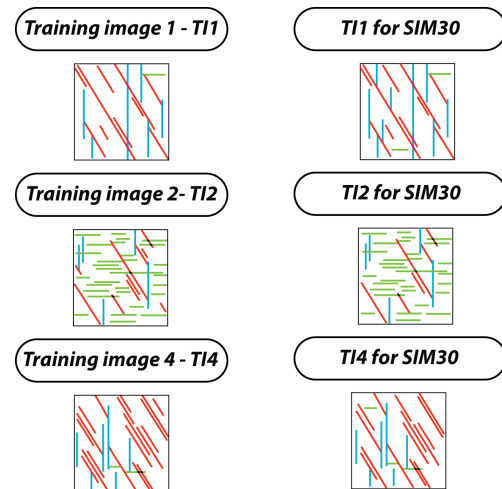 Training image 1 - TI1
TI1 for SIM30
Training image 2- TI2
TI2 for SIM30
Training image 4 - TI4
TI4 for SIM30